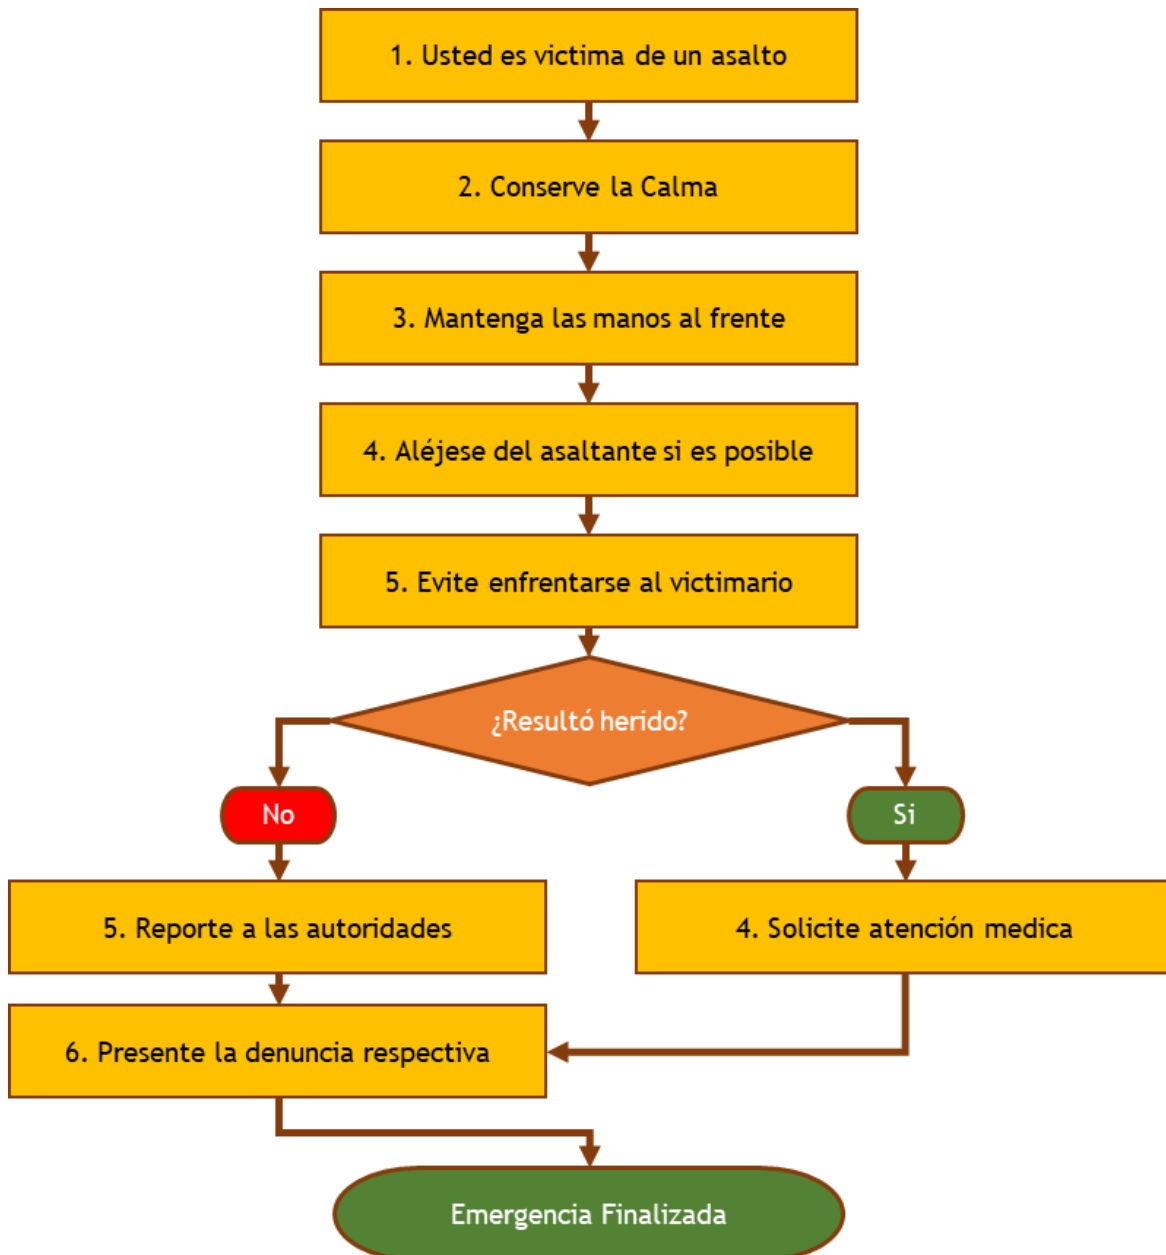 1. Usted es victima de un asalto
2. Conserve la Calma
3. Mantenga las manos al frente
4. Aléjese del asaltante si es posible
5. Evite enfrentarse al victimario
¿Resultó herido?
No
Si
5. Reporte a las autoridades
4. Solicite atención medica
6. Presente la denuncia respectiva
Emergencia Finalizada